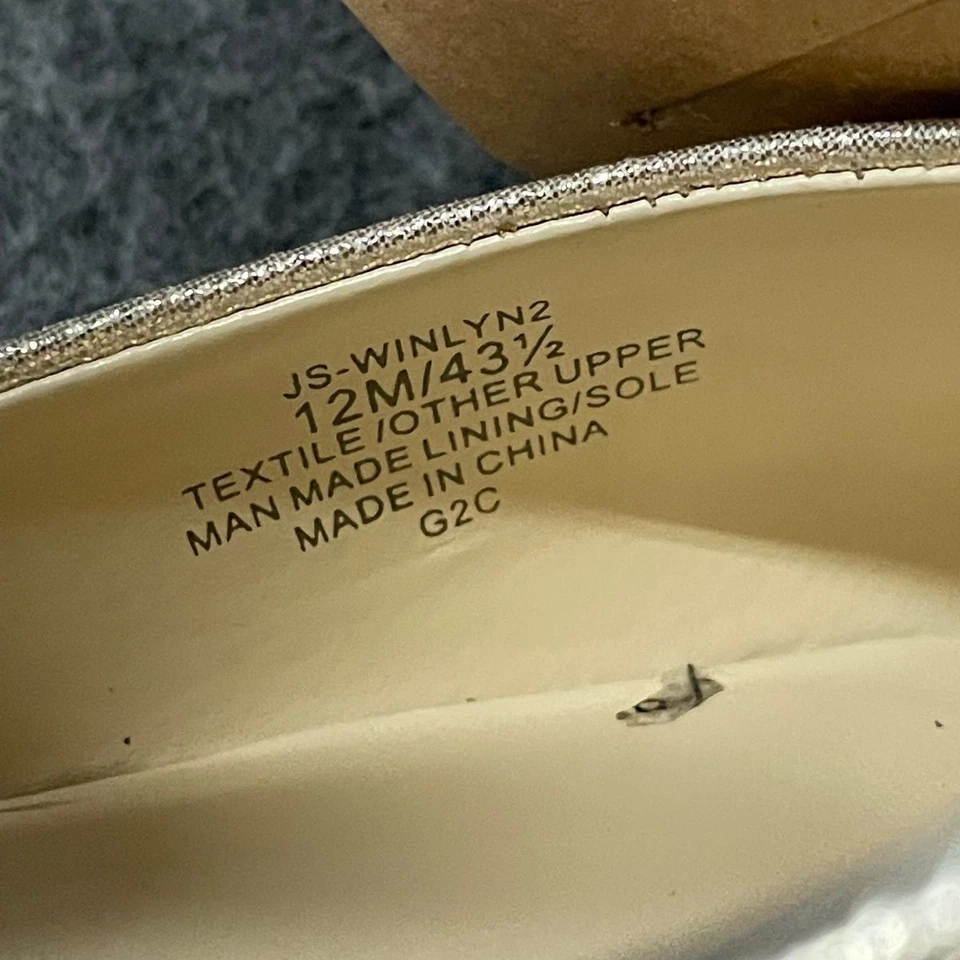 JS-WINLYN2
12M/43½
TEXTILE/OTHER UPPER
MAN MADE LINING/SOLE
MADE IN CHINA
G2C